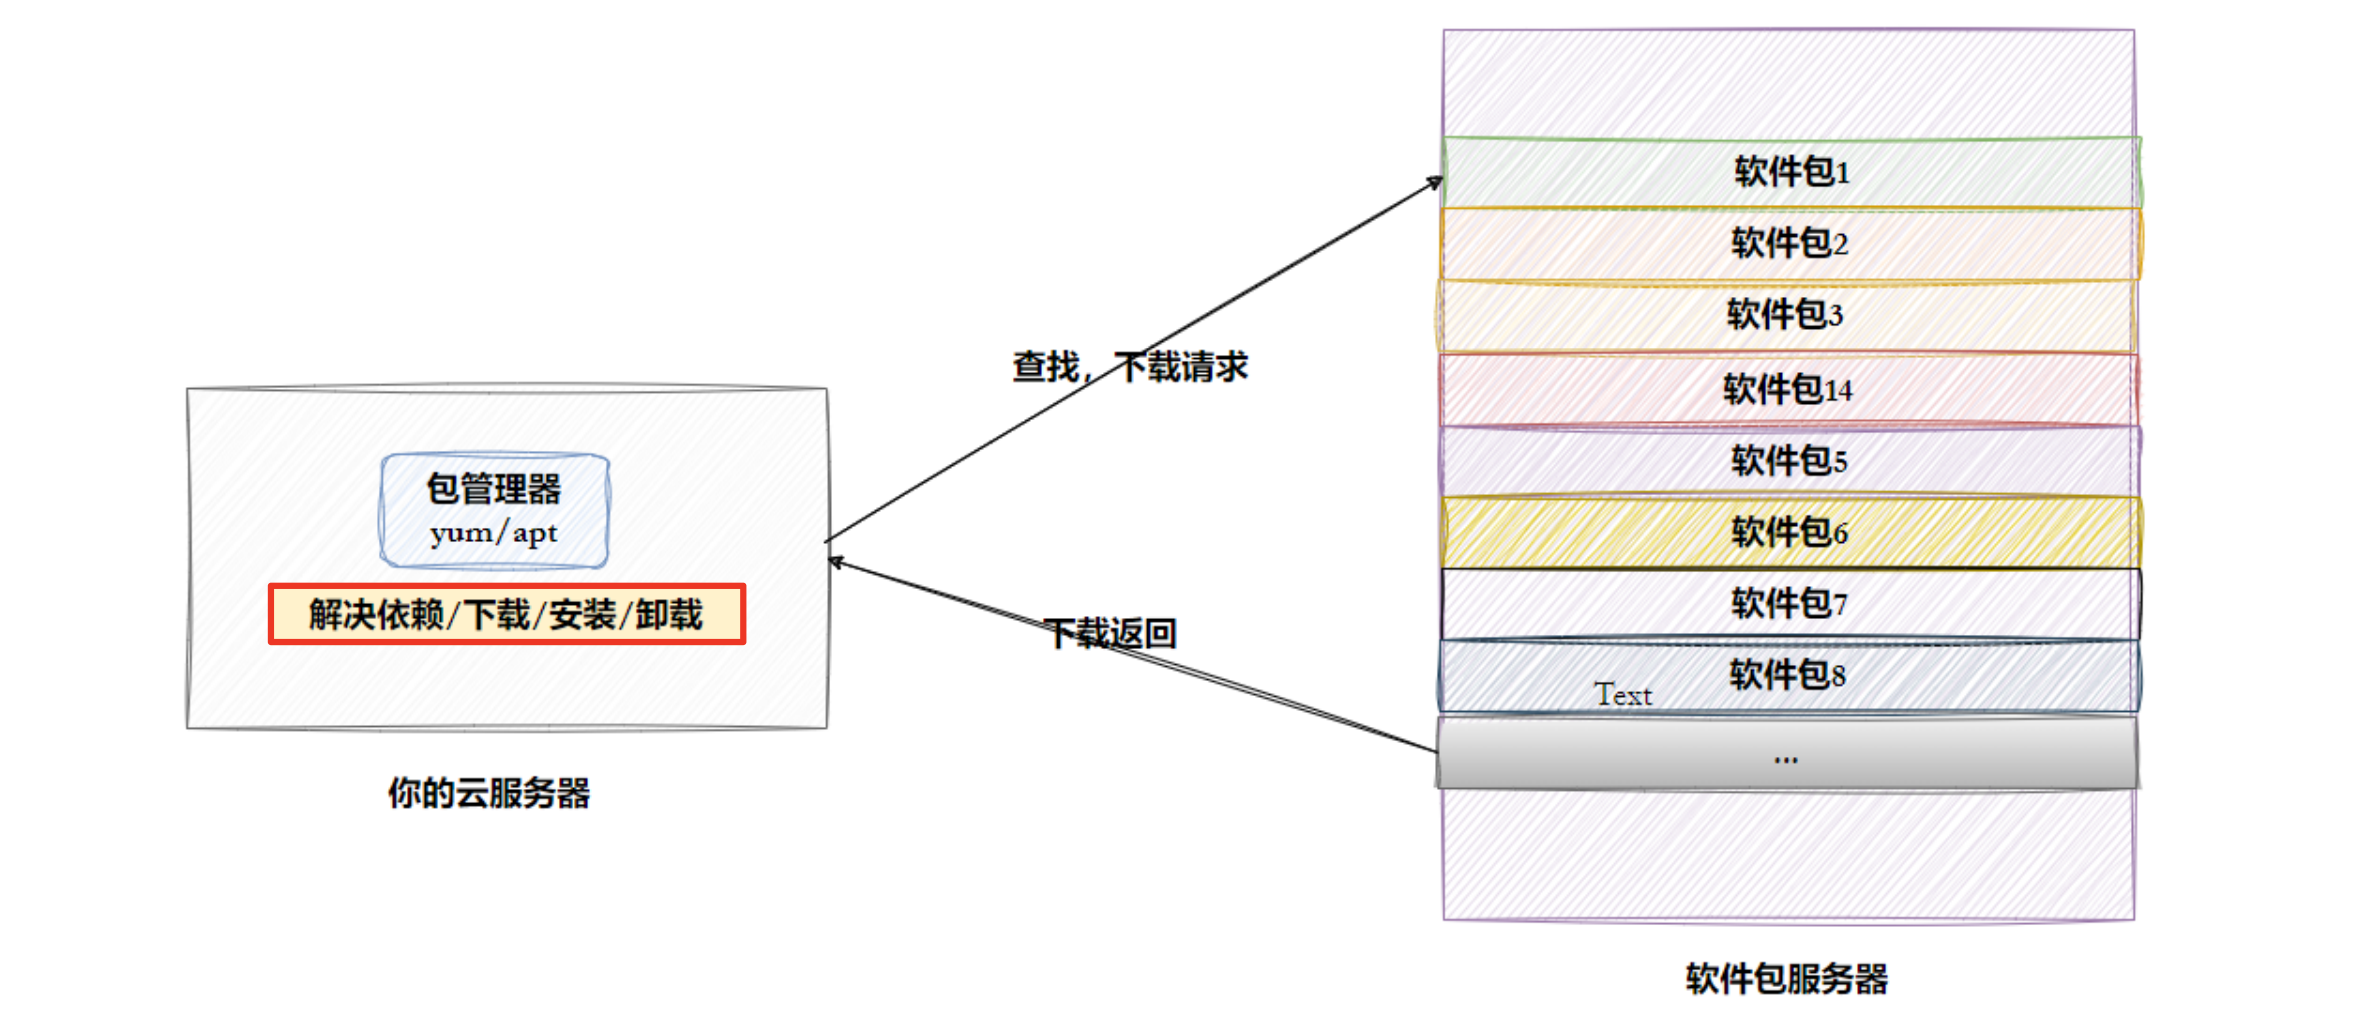 包管理器
yum/apt
解决依赖/下载/安装/卸载
你的云服务器
查找，下载请求
下载返回
软件包1
软件包2
软件包3
软件包14
软件包5
软件包6
软件包7
软件包8
Text
...
软件包服务器